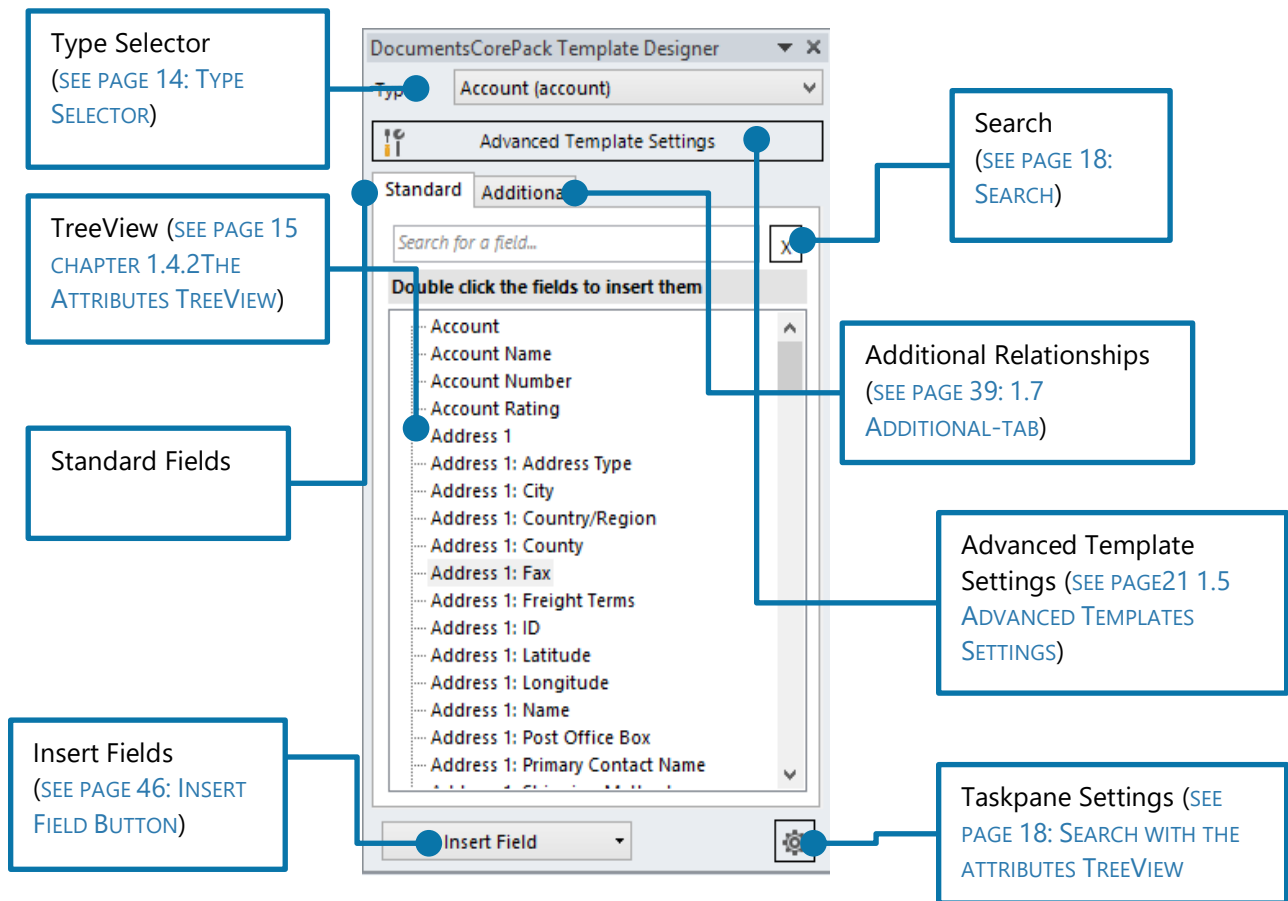 Type Selector
(SEE PAGE 14: TYPE
SELECTOR)
TreeView (SEE PAGE 15
CHAPTER 1.4.2THE
ATTRIBUTES TREEVIEW)
Standard Fields
Insert Fields
(SEE PAGE 46: INSERT
FIELD BUTTON)
DocumentsCorePack Template Designer
Account (account)
Advanced Template Settings
Standard
Additional
Search for a field...
x
Double click the fields to insert them
Account
Account Name
Account Number
Account Rating
Address 1
Address 1: Address Type
Address 1: City
Address 1: Country/Region
Address 1: County
Address 1: Fax
Address 1: Freight Terms
Address 1: ID
Address 1: Latitude
Address 1: Longitude
Address 1: Name
Address 1: Post Office Box
Address 1: Primary Contact Name
Insert Field
Search
(SEE PAGE 18:
SEARCH)
Additional Relationships
(SEE PAGE 39: 1.7
ADDITIONAL-TAB)
Advanced Template
Settings (SEE PAGE21 1.5
ADVANCED TEMPLATES
SETTINGS)
Taskpane Settings (SEE
PAGE 18: SEARCH WITH THE
ATTRIBUTES TREEVIEW